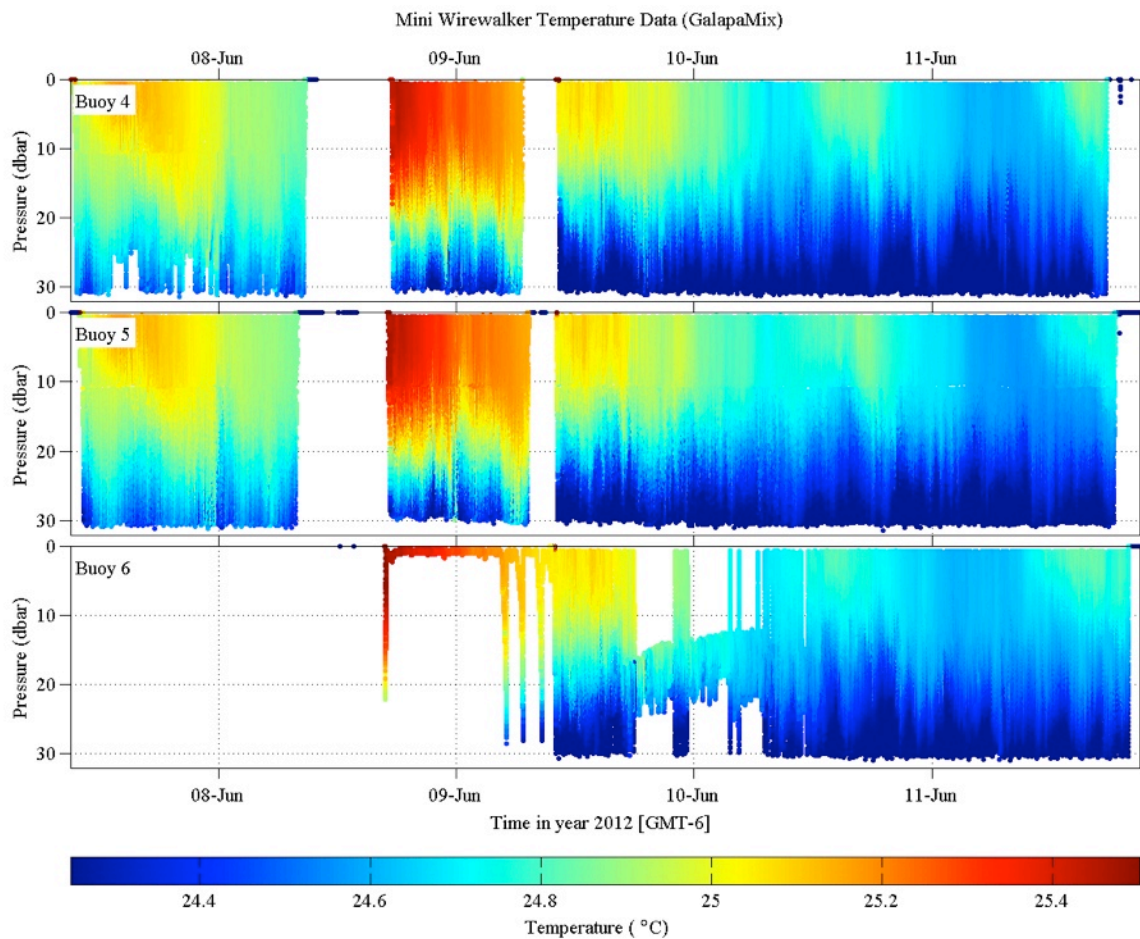 Mini Wirewalker Temperature Data (GalapaMix)
08-Jun 09-Jun 10-Jun 11-Jun
0
Buoy 4
10
Pressure (dbar)
20
30
0
Buoy 5
10
Pressure (dbar)
20
30
0
Buoy 6
10
Pressure (dbar)
20
30
08-Jun 09-Jun 10-Jun 11-Jun
Time in year 2012 [GMT-6]
24.4 24.6 24.8 25 25.2 25.4
Temperature ( °C)